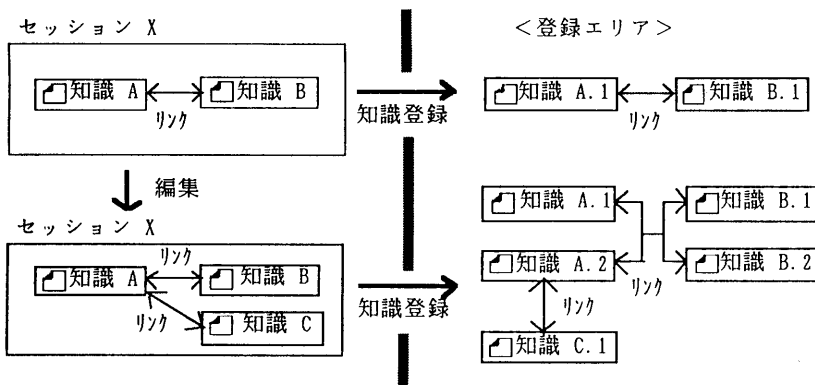 セッション X
<登録エリア>
知識 A
知識 B
リンク
知識登録
知識 A.1
知識 B.1
リンク
編集
セッション X
知識 A
リンク
知識 B
リンク
知識 C
知識登録
知識 A.1
知識 B.1
知識 A.2
知識 B.2
リンク
リンク
知識 C.1